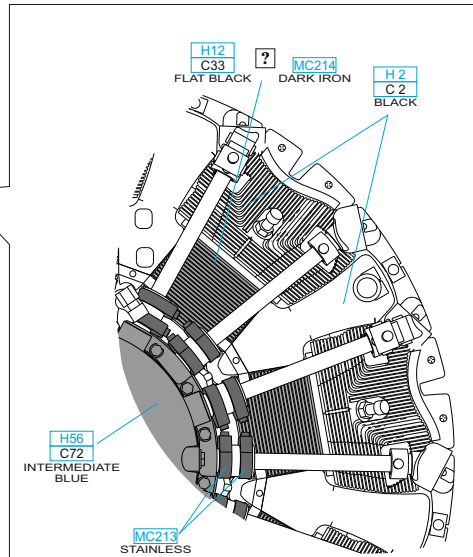 H12
C33
FLAT BLACK
?
MC214
DARK IRON
H 2
C 2
BLACK
H56
C72
INTERMEDIATE
BLUE
MC213
STAINLESS